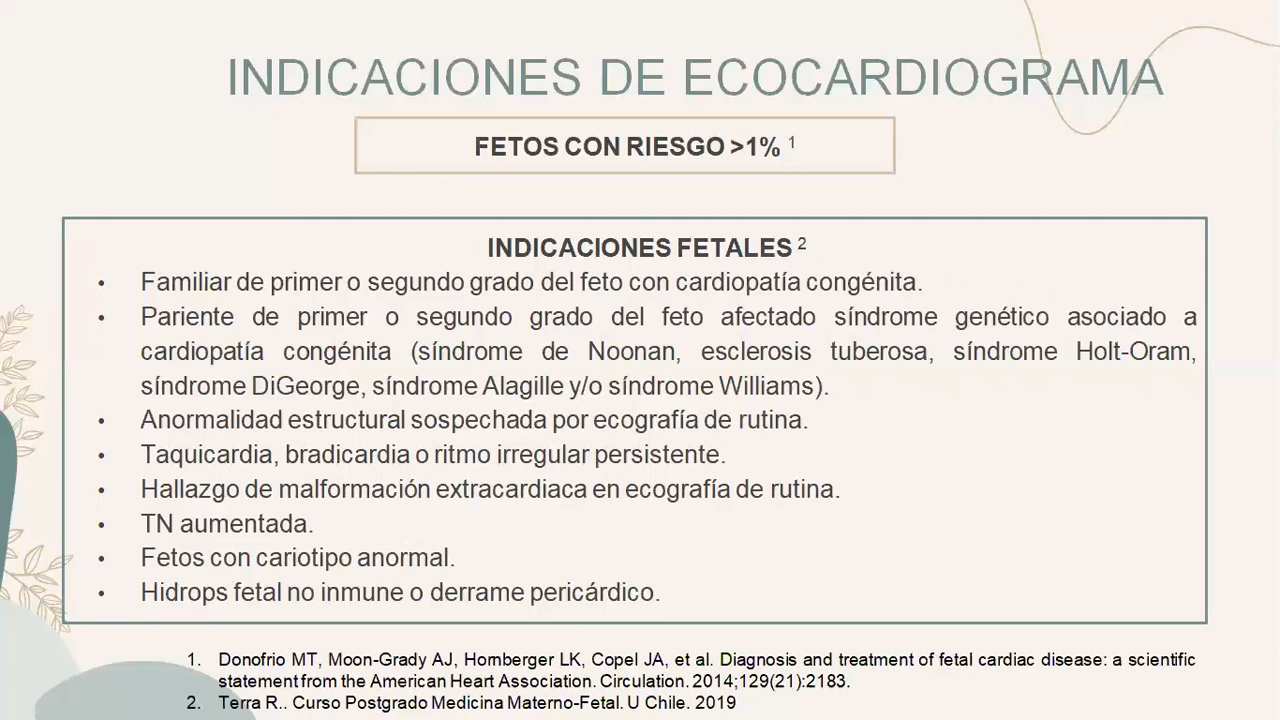 INDICACIONES DE ECOCARDIOGRAMA
FETOS CON RIESGO >1% 1
INDICACIONES FETALES 2
• Familiar de primer o segundo grado del feto con cardiopatía congénita.
• Pariente de primer o segundo grado del feto afectado síndrome genético asociado a
cardiopatía congénita (síndrome de Noonan, esclerosis tuberosa, síndrome Holt-Oram,
síndrome DiGeorge, síndrome Alagille y/o síndrome Williams).
• Anormalidad estructural sospechada por ecografía de rutina.
• Taquicardia, bradicardia o ritmo irregular persistente.
• Hallazgo de malformación extracardiaca en ecografía de rutina.
• TN aumentada.
• Fetos con cariotipo anormal.
• Hidrops fetal no inmune o derrame pericárdico.
1. Donofrio MT, Moon-Grady AJ, Hornberger LK, Copel JA, et al. Diagnosis and treatment of fetal cardiac disease: a scientific
statement from the American Heart Association. Circulation. 2014;129(21):2183.
2. Terra R.. Curso Postgrado Medicina Materno-Fetal. U Chile. 2019